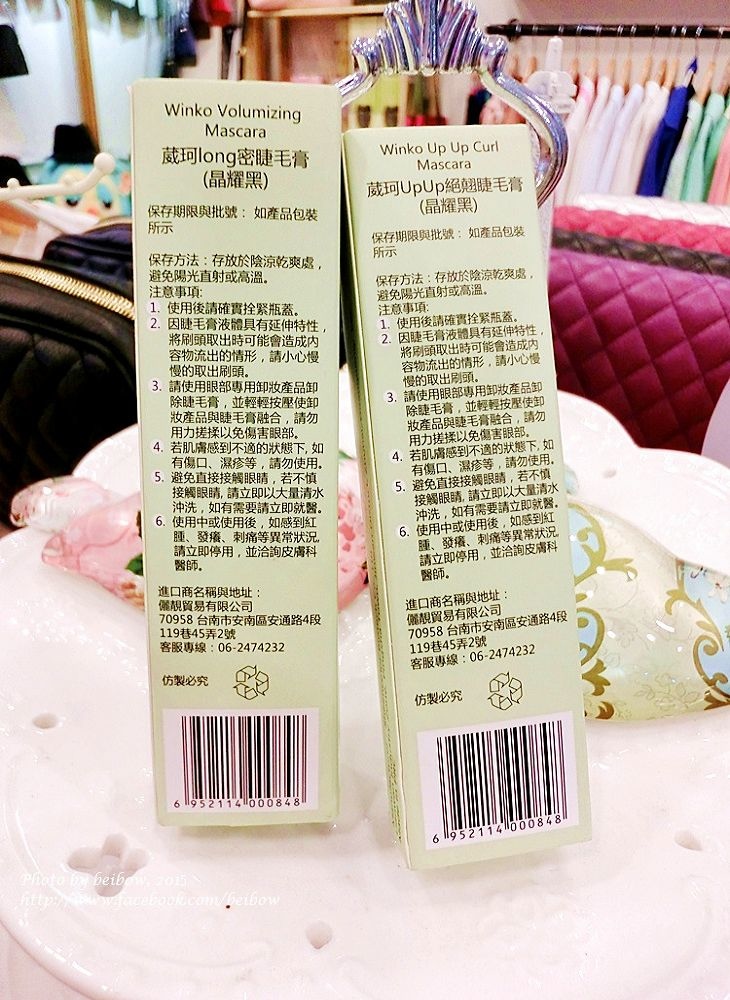 Winko Volumizing
Mascara
葳珂long密睫毛膏
(晶耀黑)
保存期限與批號： 如產品包裝
所示
保存方法：存放於陰涼乾爽處，
避免陽光直射或高溫。
注意事項:
1. 使用後請確實拴緊瓶蓋。
2. 因睫毛膏液體具有延伸特性，
將刷頭取出時可能會造成內
容物流出的情形，請小心慢
慢的取出刷頭。
3. 請使用眼部專用卸妝產品卸
除睫毛膏，並輕輕按壓使卸
妝產品與睫毛膏融合，請勿
用力搓揉以免傷害眼部。
4. 若肌膚感到不適的狀態下, 如
有傷口、濕疹等，請勿使用。
5. 避免直接接觸眼睛，若不慎
接觸眼睛, 請立即以大量清水
沖洗，如有需要請立即就醫。
6. 使用中或使用後，如感到紅
腫、發癢、刺痛等異常狀況,
請立即停用，並洽詢皮膚科
醫師。
進口商名稱與地址：
儷靚貿易有限公司
70958 台南市安南區安通路4段
119巷45弄2號
客服專線：06-2474232
仿製必究
6 952114 000848
Winko Up Up Curl
Mascara
葳珂UpUp絕翹睫毛膏
(晶耀黑)
保存期限與批號： 如產品包裝
所示
保存方法：存放於陰涼乾爽處，
避免陽光直射或高溫。
注意事項:
1. 使用後請確實拴緊瓶蓋。
2. 因睫毛膏液體具有延伸特性，
將刷頭取出時可能會造成內
容物流出的情形，請小心慢
慢的取出刷頭。
3. 請使用眼部專用卸妝產品卸
除睫毛膏，並輕輕按壓使卸
妝產品與睫毛膏融合，請勿
用力搓揉以免傷害眼部。
4. 若肌膚感到不適的狀態下, 如
有傷口、濕疹等，請勿使用。
5. 避免直接接觸眼睛，若不慎
接觸眼睛, 請立即以大量清水
沖洗，如有需要請立即就醫。
6. 使用中或使用後，如感到紅
腫、發癢、刺痛等異常狀況,
請立即停用，並洽詢皮膚科
醫師。
進口商名稱與地址：
儷靚貿易有限公司
70958 台南市安南區安通路4段
119巷45弄2號
客服專線：06-2474232
仿製必究
6 952114 000848
Photo by beibow, 2015
http://www.facebook.com/beibow